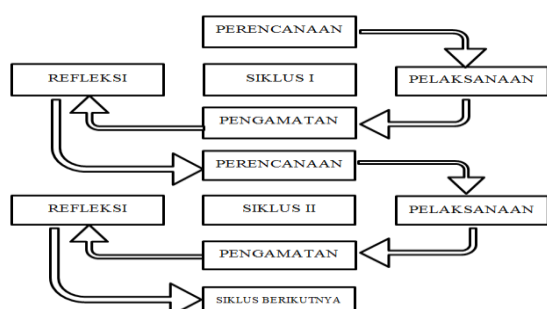 PERENCANAAN
REFLEKSI
SIKLUS I
PELAKSANAAN
PENGAMATAN
PERENCANAAN
REFLEKSI
SIKLUS II
PELAKSANAAN
PENGAMATAN
SIKLUS BERIKUTNYA